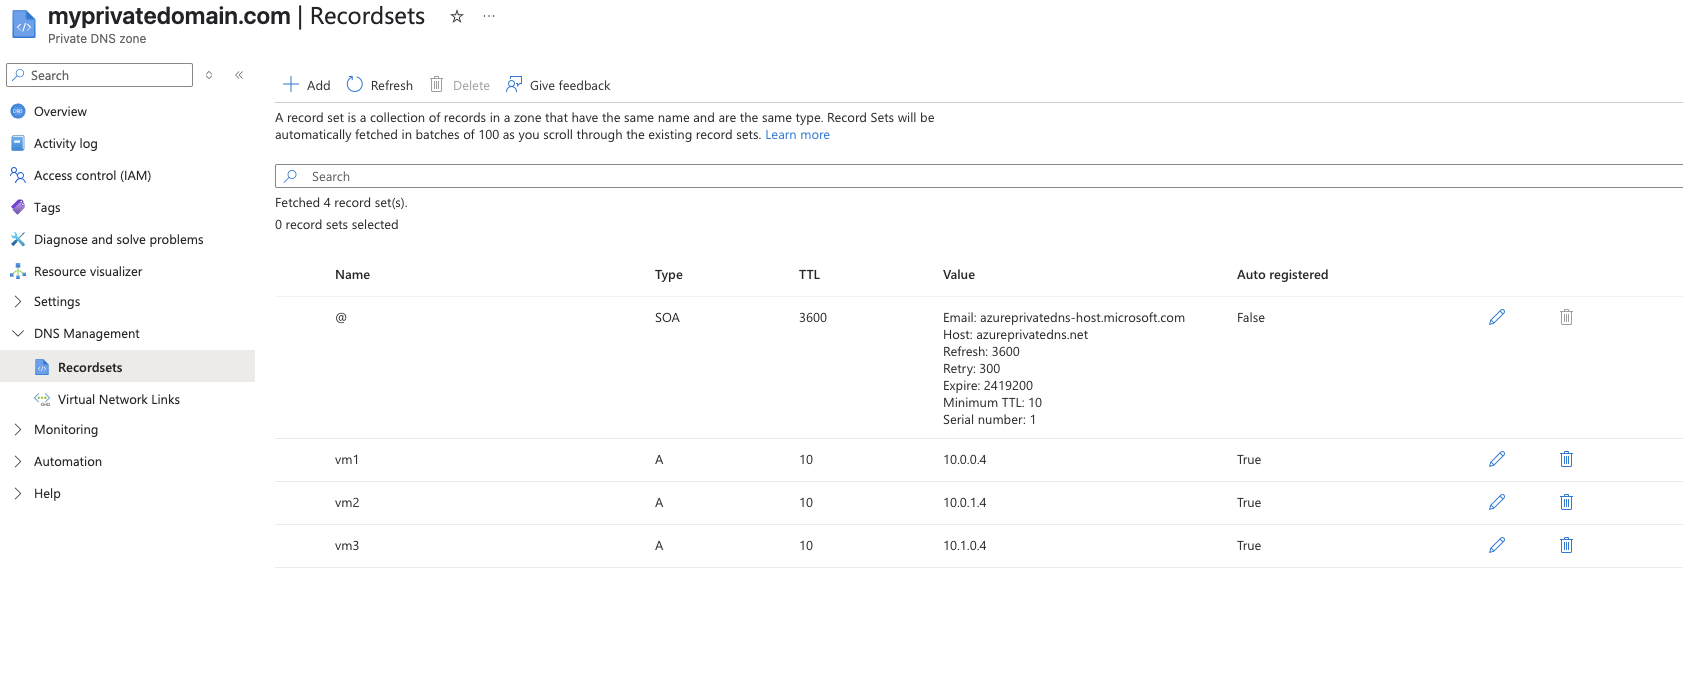 myprivatedomain.com | Recordsets
Private DNS zone
Search
Overview
Activity log
Access control (IAM)
Tags
Diagnose and solve problems
Resource visualizer
Settings
DNS Management
Recordsets
Virtual Network Links
Monitoring
Automation
Help
Add Refresh Delete Give feedback
A record set is a collection of records in a zone that have the same name and are the same type. Record Sets will be
automatically fetched in batches of 100 as you scroll through the existing record sets. Learn more
Search
Fetched 4 record set(s).
0 record sets selected
Name Type TTL Value Auto registered
@ SOA 3600 Email: azureprivatedns-host.microsoft.com False
Host: azureprivatedns.net
Refresh: 3600
Retry: 300
Expire: 2419200
Minimum TTL: 10
Serial number: 1
vm1 A 10 10.0.0.4 True
vm2 A 10 10.0.1.4 True
vm3 A 10 10.1.0.4 True